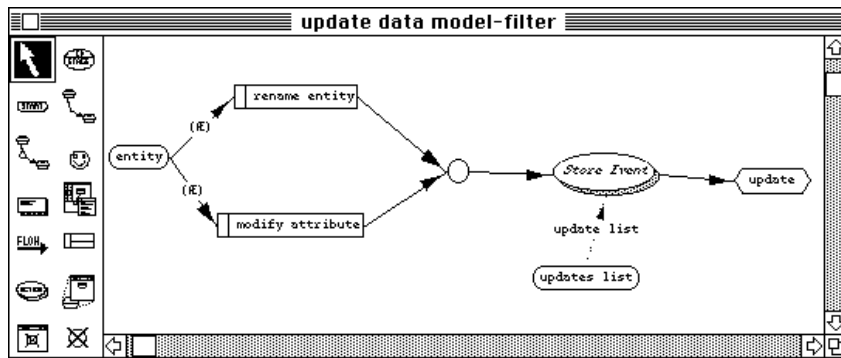 update data model-filter
START
FLOW
rename entity
(Æ)
entity
(Æ)
modify attribute
Store Event
update
update list
updates list